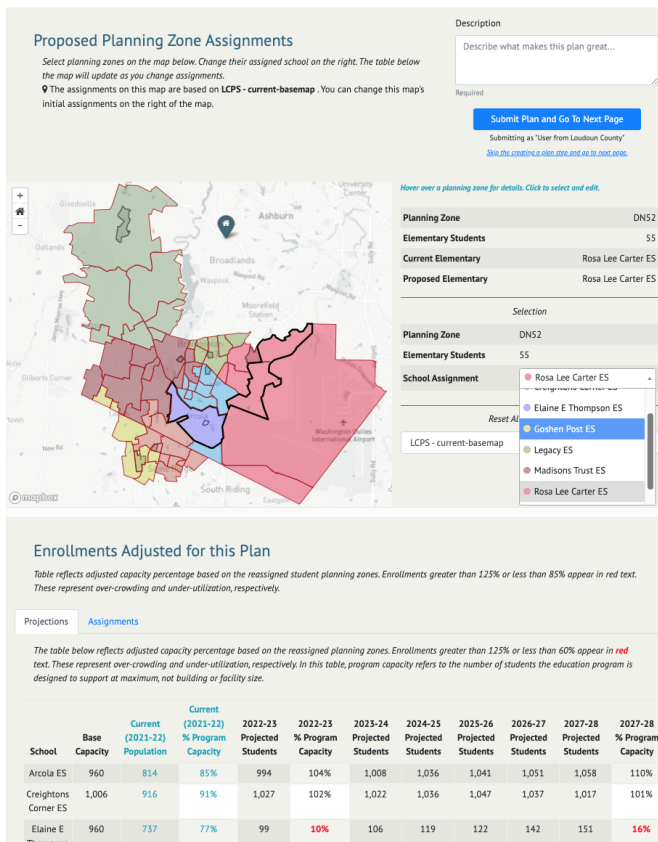 Proposed Planning Zone Assignments
Select planning zones on the map below. Change their assigned school on the right. The table below
the map will update as you change assignments.
The assignments on this map are based on LCPS - current-basemap . You can change this map's
initial assignments on the right of the map.
Description
Describe what makes this plan great...
Required
Submit Plan and Go To Next Page
Submitting as "User from Loudoun County"
Skip the creating a plan step and go to next page.
+
-
Gleedsville
Oatlands
University
Center
Ashburn
Broadlands
Waxpool
Waxpool Rd
Moorefield
Station
Gilberts Corner
Washington Dulles
International Airport
South Riding
mapbox
Hover over a planning zone for details. Click to select and edit.
Planning Zone DN52
Elementary Students 55
Current Elementary Rosa Lee Carter ES
Proposed Elementary Rosa Lee Carter ES
Selection
Planning Zone DN52
Elementary Students 55
School Assignment Rosa Lee Carter ES
Creightons Corner ES
Elaine E Thompson ES
Goshen Post ES
Legacy ES
Madisons Trust ES
Rosa Lee Carter ES
Reset Al
LCPS - current-basemap
Enrollments Adjusted for this Plan
Table reflects adjusted capacity percentage based on the reassigned student planning zones. Enrollments greater than 125% or less than 85% appear in red text.
These represent over-crowding and under-utilization, respectively.
Projections Assignments
The table below reflects adjusted capacity percentage based on the reassigned planning zones. Enrollments greater than 125% or less than 60% appear in red
text. These represent over-crowding and under-utilization, respectively. In this table, program capacity refers to the number of students the education program is
designed to support at maximum, not building or facility size.
School Base Capacity Current (2021-22) Population Current (2021-22) % Program Capacity 2022-23 Projected Students 2022-23 % Program Capacity 2023-24 Projected Students 2024-25 Projected Students 2025-26 Projected Students 2026-27 Projected Students 2027-28 Projected Students 2027-28 % Program Capacity
Arcola ES 960 814 85% 994 104% 1,008 1,036 1,041 1,051 1,058 110%
Creightons Corner ES 1,006 916 91% 1,027 102% 1,022 1,036 1,047 1,037 1,017 101%
Elaine E 960 737 77% 99 10% 106 119 122 142 151 16%